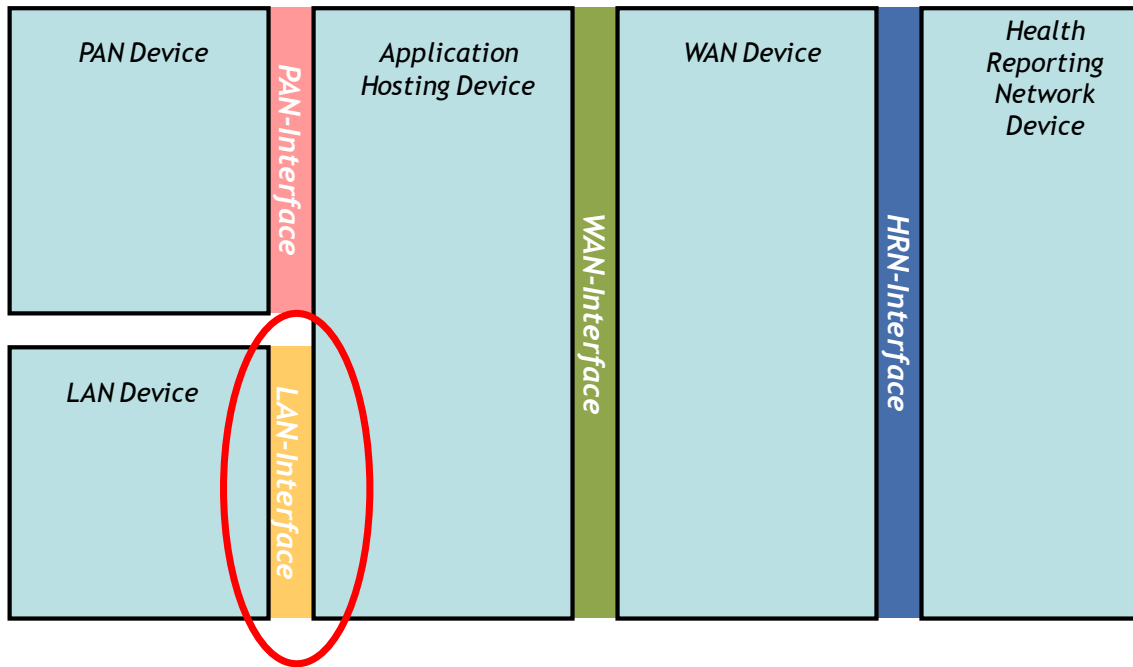 PAN Device
PAN-Interface
Application
Hosting Device
WAN-Interface
WAN Device
HRN-Interface
Health
Reporting
Network
Device
LAN Device
LAN-Interface